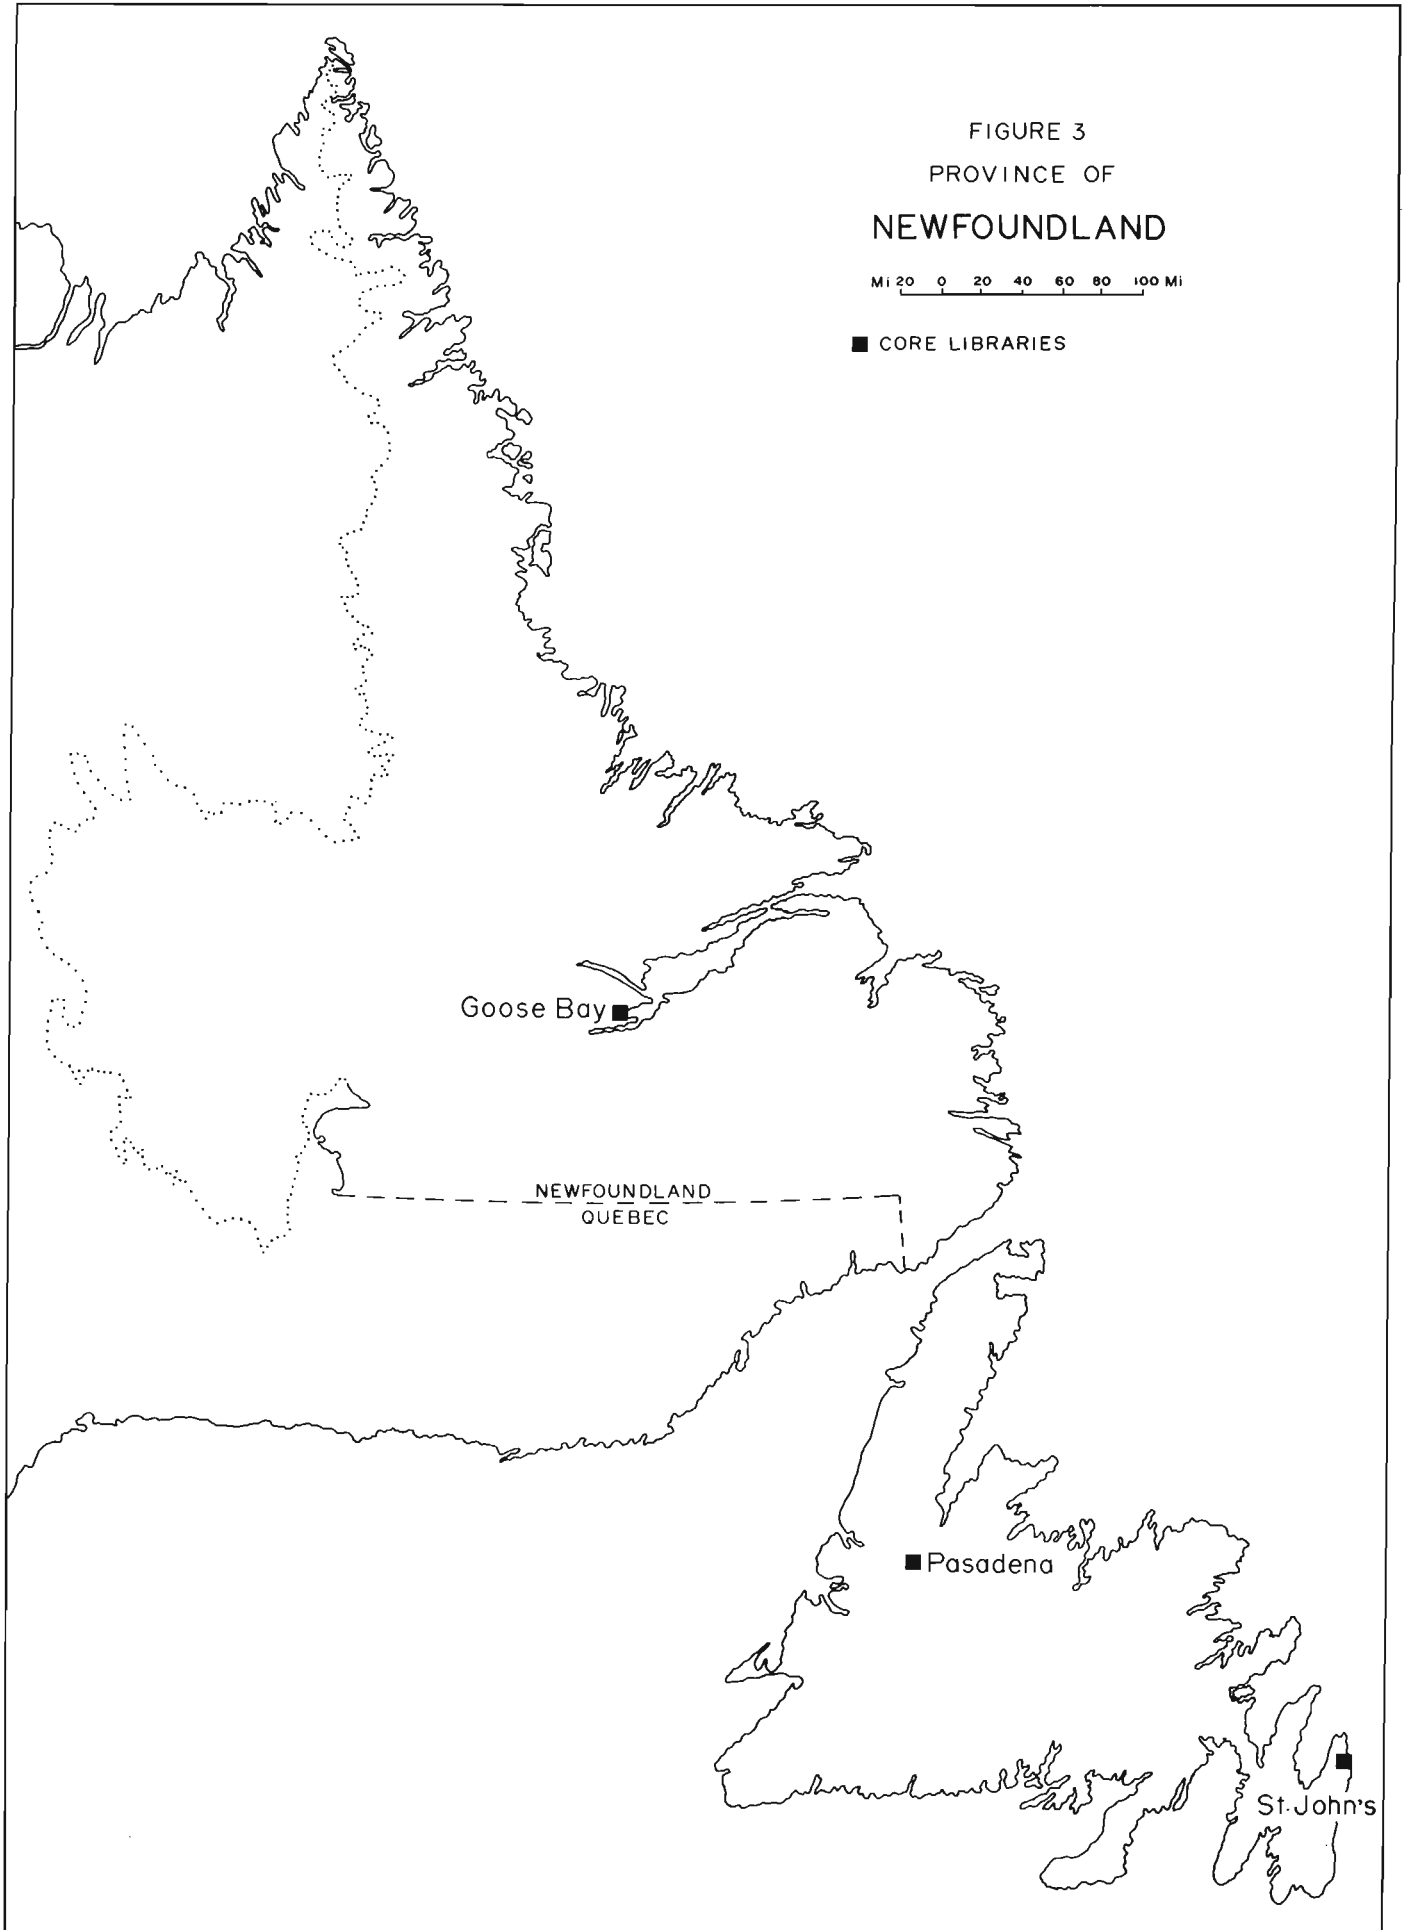 FIGURE 3
PROVINCE OF
NEWFOUNDLAND
Mi 20 0 20 40 60 80 100 Mi
CORE LIBRARIES
Goose Bay
NEWFOUNDLAND
QUEBEC
Pasadena
St. John's